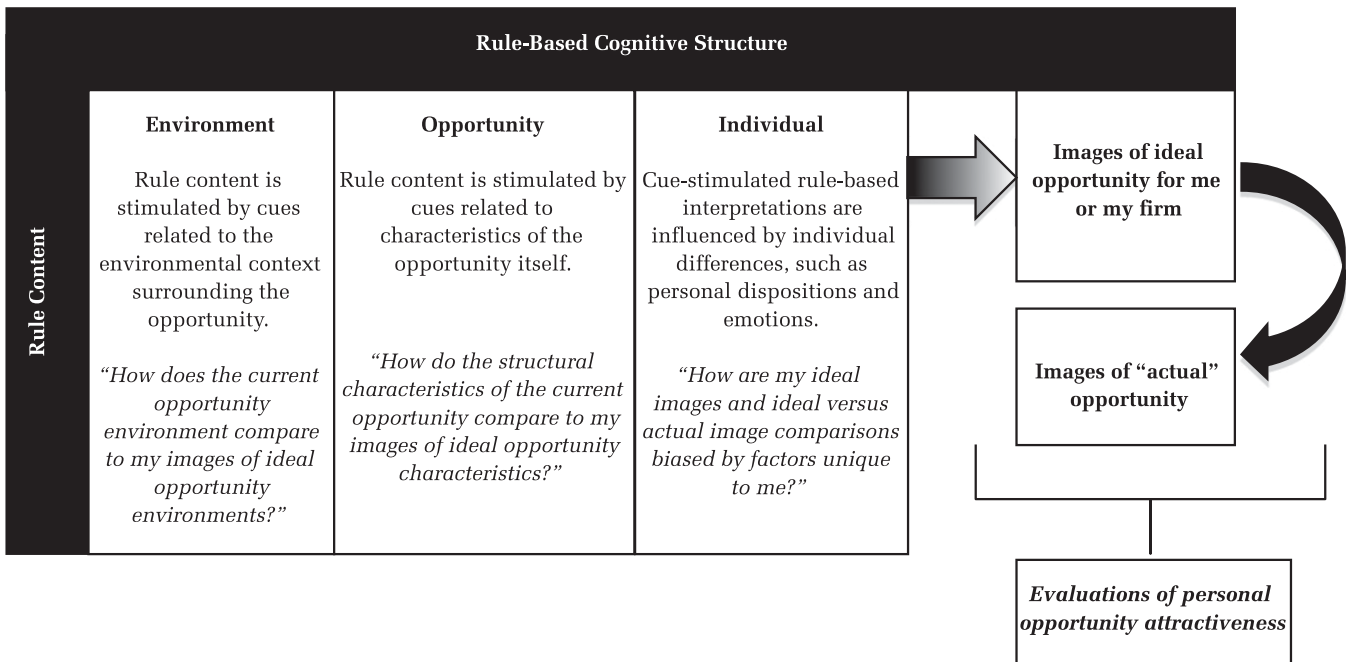 Rule-Based Cognitive Structure
Rule Content
Environment
Rule content is
stimulated by cues
related to the
environmental context
surrounding the
opportunity.
“How does the current
opportunity
environment compare
to my images of ideal
opportunity
environments?”
Opportunity
Rule content is stimulated by
cues related to
characteristics of the
opportunity itself.
“How do the structural
characteristics of the current
opportunity compare to my
images of ideal opportunity
characteristics?”
Individual
Cue-stimulated rule-based
interpretations are
influenced by individual
differences, such as
personal dispositions and
emotions.
“How are my ideal
images and ideal versus
actual image comparisons
biased by factors unique
to me?”
Images of ideal
opportunity for me
or my firm
Images of “actual”
opportunity
Evaluations of personal
opportunity attractiveness